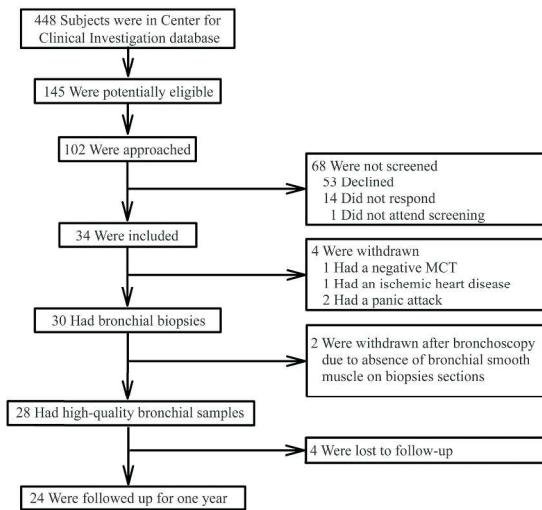 448 Subjects were in Center for
Clinical Investigation database
145 Were potentially eligible
102 Were approached
68 Were not screened
53 Declined
14 Did not respond
1 Did not attend screening
34 Were included
4 Were withdrawn
1 Had a negative MCT
1 Had an ischemic heart disease
2 Had a panic attack
30 Had bronchial biopsies
2 Were withdrawn after bronchoscopy
due to absence of bronchial smooth
muscle on biopsies sections
28 Had high-quality bronchial samples
4 Were lost to follow-up
24 Were followed up for one year